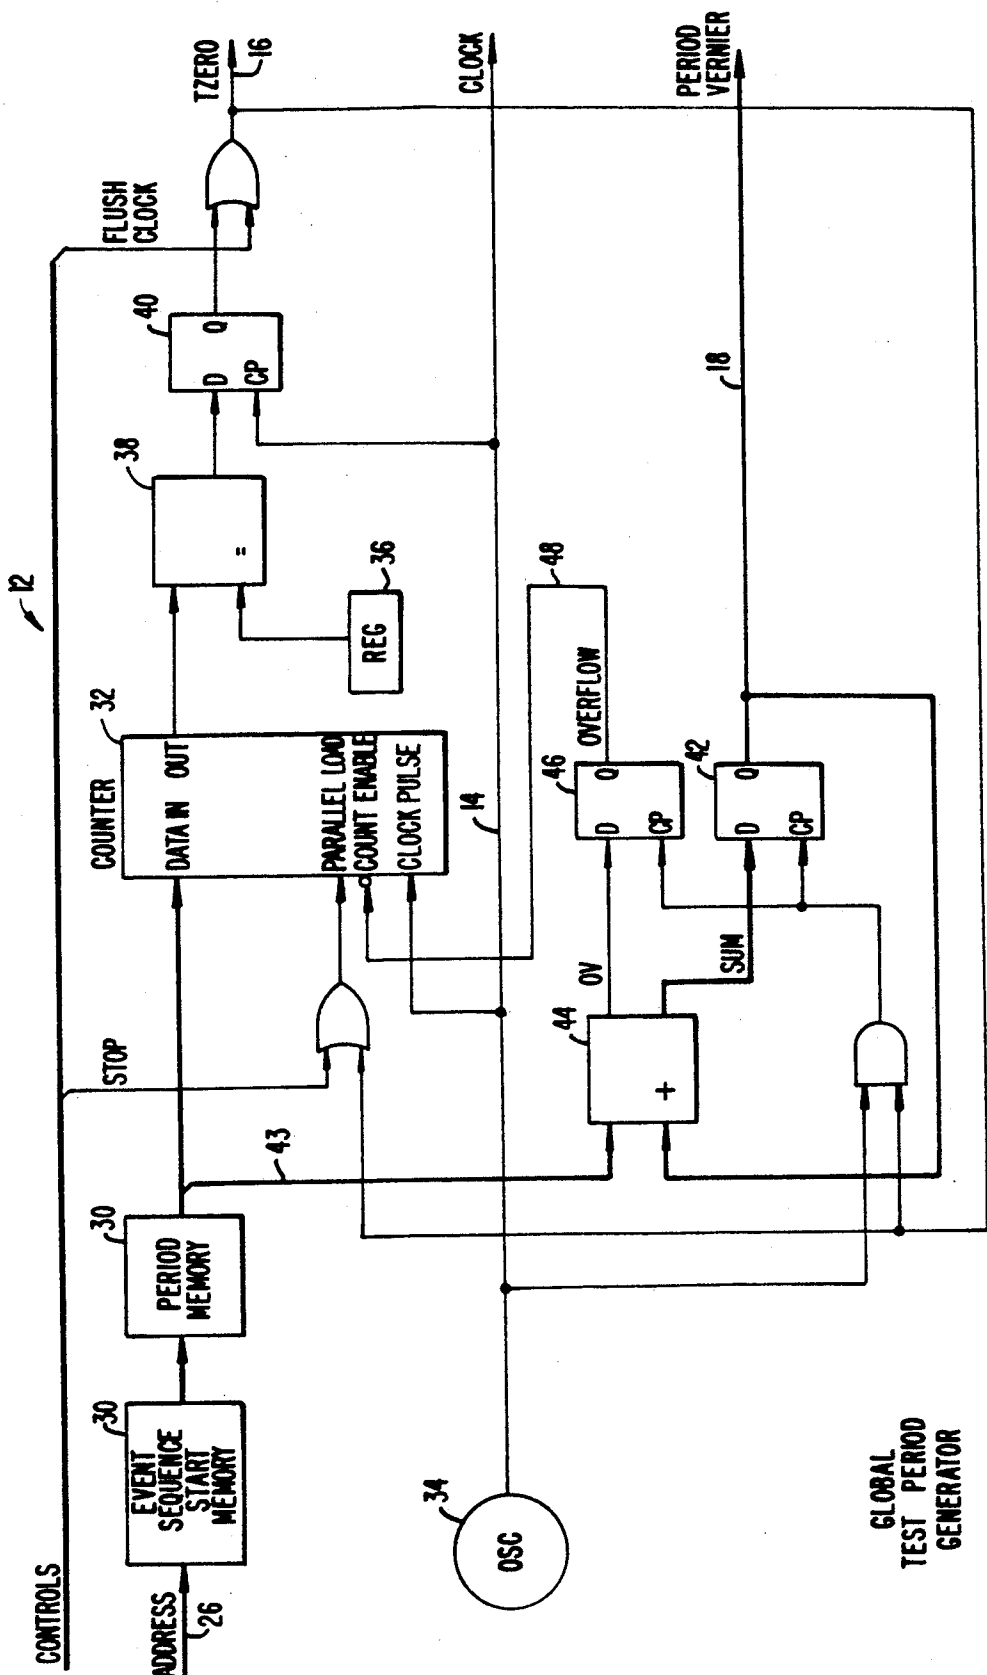 CONTROLS
ADDRESS
26
EVENT
SEQUENCE
START
MEMORY
30
PERIOD
MEMORY
30
43
STOP
COUNTER
32
DATA IN OUT
PARALLEL LOAD
COUNT ENABLE
CLOCK PULSE
12
38
=
REG
36
40
D Q
CP
FLUSH
CLOCK
TZERO
16
OSC
34
14
CLOCK
44
+
OV
SUM
46
D Q
CP
OVERFLOW
48
42
D Q
CP
18
PERIOD
VERNIER
GLOBAL
TEST PERIOD
GENERATOR